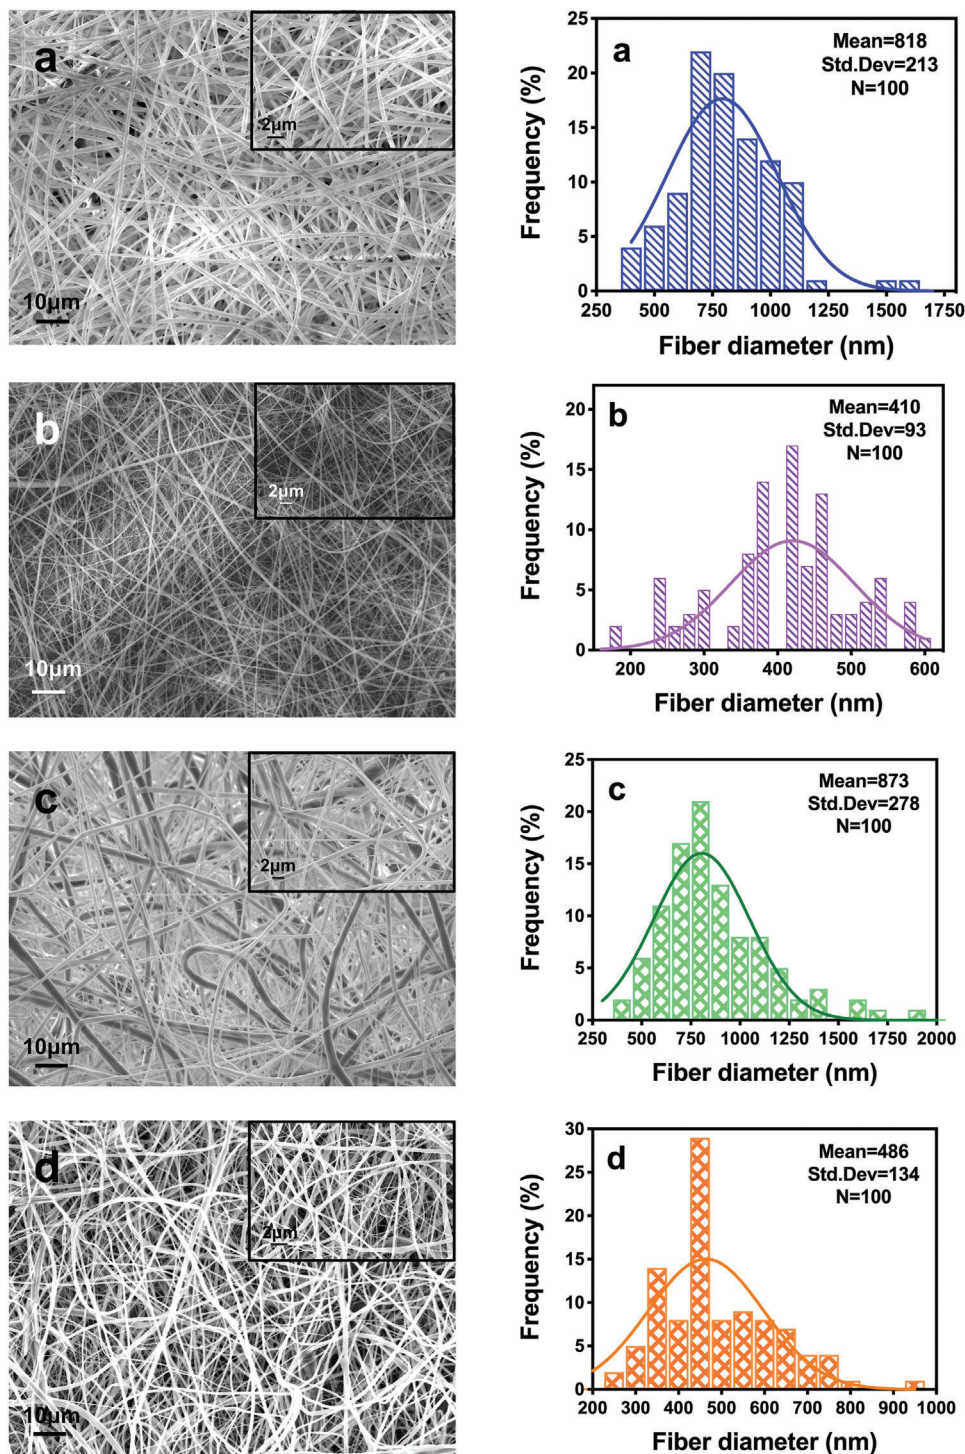 a
2µm
10µm
a
Mean=818
Std.Dev=213
N=100
Frequency (%)
25
20
15
10
5
0
250 500 750 1000 1250 1500 1750
Fiber diameter (nm)
b
2µm
10µm
b
Mean=410
Std.Dev=93
N=100
Frequency (%)
20
15
10
5
0
200 300 400 500 600
Fiber diameter (nm)
c
2µm
10µm
c
Mean=873
Std.Dev=278
N=100
Frequency (%)
25
20
15
10
5
0
250 500 750 1000 1250 1500 1750 2000
Fiber diameter (nm)
d
2µm
10µm
d
Mean=486
Std.Dev=134
N=100
Frequency (%)
30
25
20
15
10
5
0
200 300 400 500 600 700 800 900 1000
Fiber diameter (nm)